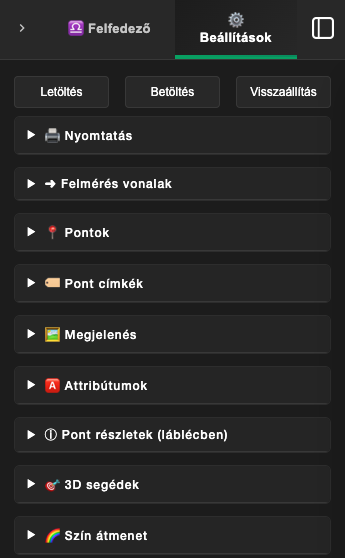 Felfedező
Beállítások
Letöltés
Betöltés
Visszaállítás
Nyomtatás
Felmérés vonalak
Pontok
Pont címkék
Megjelenés
Attribútumok
Pont részletek (láblécben)
3D segédek
Szín átmenet